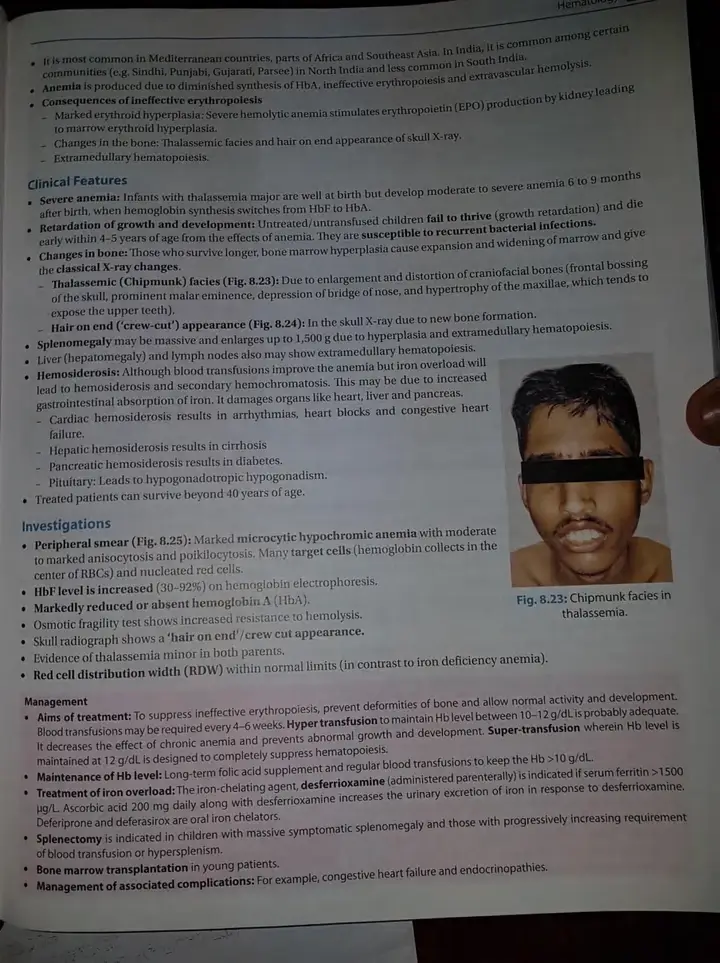 Hematology
• It is most common in Mediterranean countries, parts of Africa and Southeast Asia. In India, it is common among certain
communities (e.g. Sindhi, Punjabi, Gujarati, Parsee) in North India and less common in South India.
• Anemia is produced due to diminished synthesis of HbA, ineffective erythropoiesis and extravascular hemolysis.
• Consequences of ineffective erythropoiesis
– Marked erythroid hyperplasia: Severe hemolytic anemia stimulates erythropoietin (EPO) production by kidney leading
to marrow erythroid hyperplasia.
– Changes in the bone: Thalassemic facies and hair on end appearance of skull X-ray.
– Extramedullary hematopoiesis.
Clinical Features
• Severe anemia: Infants with thalassemia major are well at birth but develop moderate to severe anemia 6 to 9 months
after birth, when hemoglobin synthesis switches from HbF to HbA.
• Retardation of growth and development: Untreated/untransfused children fail to thrive (growth retardation) and die
early within 4–5 years of age from the effects of anemia. They are susceptible to recurrent bacterial infections.
• Changes in bone: Those who survive longer, bone marrow hyperplasia cause expansion and widening of marrow and give
the classical X-ray changes.
– Thalassemic (Chipmunk) facies (Fig. 8.23): Due to enlargement and distortion of craniofacial bones (frontal bossing
of the skull, prominent malar eminence, depression of bridge of nose, and hypertrophy of the maxillae, which tends to
expose the upper teeth).
– Hair on end ('crew-cut') appearance (Fig. 8.24): In the skull X-ray due to new bone formation.
• Splenomegaly may be massive and enlarges up to 1,500 g due to hyperplasia and extramedullary hematopoiesis.
• Liver (hepatomegaly) and lymph nodes also may show extramedullary hematopoiesis.
• Hemosiderosis: Although blood transfusions improve the anemia but iron overload will
lead to hemosiderosis and secondary hemochromatosis. This may be due to increased
gastrointestinal absorption of iron. It damages organs like heart, liver and pancreas.
– Cardiac hemosiderosis results in arrhythmias, heart blocks and congestive heart
failure.
– Hepatic hemosiderosis results in cirrhosis
– Pancreatic hemosiderosis results in diabetes.
– Pituitary: Leads to hypogonadotropic hypogonadism.
• Treated patients can survive beyond 40 years of age.
Investigations
• Peripheral smear (Fig. 8.25): Marked microcytic hypochromic anemia with moderate
to marked anisocytosis and poikilocytosis. Many target cells (hemoglobin collects in the
center of RBCs) and nucleated red cells.
• HbF level is increased (30–92%) on hemoglobin electrophoresis.
• Markedly reduced or absent hemoglobin A (HbA).
• Osmotic fragility test shows increased resistance to hemolysis.
• Skull radiograph shows a 'hair on end'/crew cut appearance.
• Evidence of thalassemia minor in both parents.
• Red cell distribution width (RDW) within normal limits (in contrast to iron deficiency anemia).
Fig. 8.23: Chipmunk facies in
thalassemia.
Management
• Aims of treatment: To suppress ineffective erythropoiesis, prevent deformities of bone and allow normal activity and development.
Blood transfusions may be required every 4–6 weeks. Hyper transfusion to maintain Hb level between 10–12 g/dL is probably adequate.
It decreases the effect of chronic anemia and prevents abnormal growth and development. Super-transfusion wherein Hb level is
maintained at 12 g/dL is designed to completely suppress hematopoiesis.
• Maintenance of Hb level: Long-term folic acid supplement and regular blood transfusions to keep the Hb >10 g/dL.
• Treatment of iron overload: The iron-chelating agent, desferrioxamine (administered parenterally) is indicated if serum ferritin >1500
µg/L. Ascorbic acid 200 mg daily along with desferrioxamine increases the urinary excretion of iron in response to desferrioxamine.
Deferiprone and deferasirox are oral iron chelators.
• Splenectomy is indicated in children with massive symptomatic splenomegaly and those with progressively increasing requirement
of blood transfusion or hypersplenism.
• Bone marrow transplantation in young patients.
• Management of associated complications: For example, congestive heart failure and endocrinopathies.